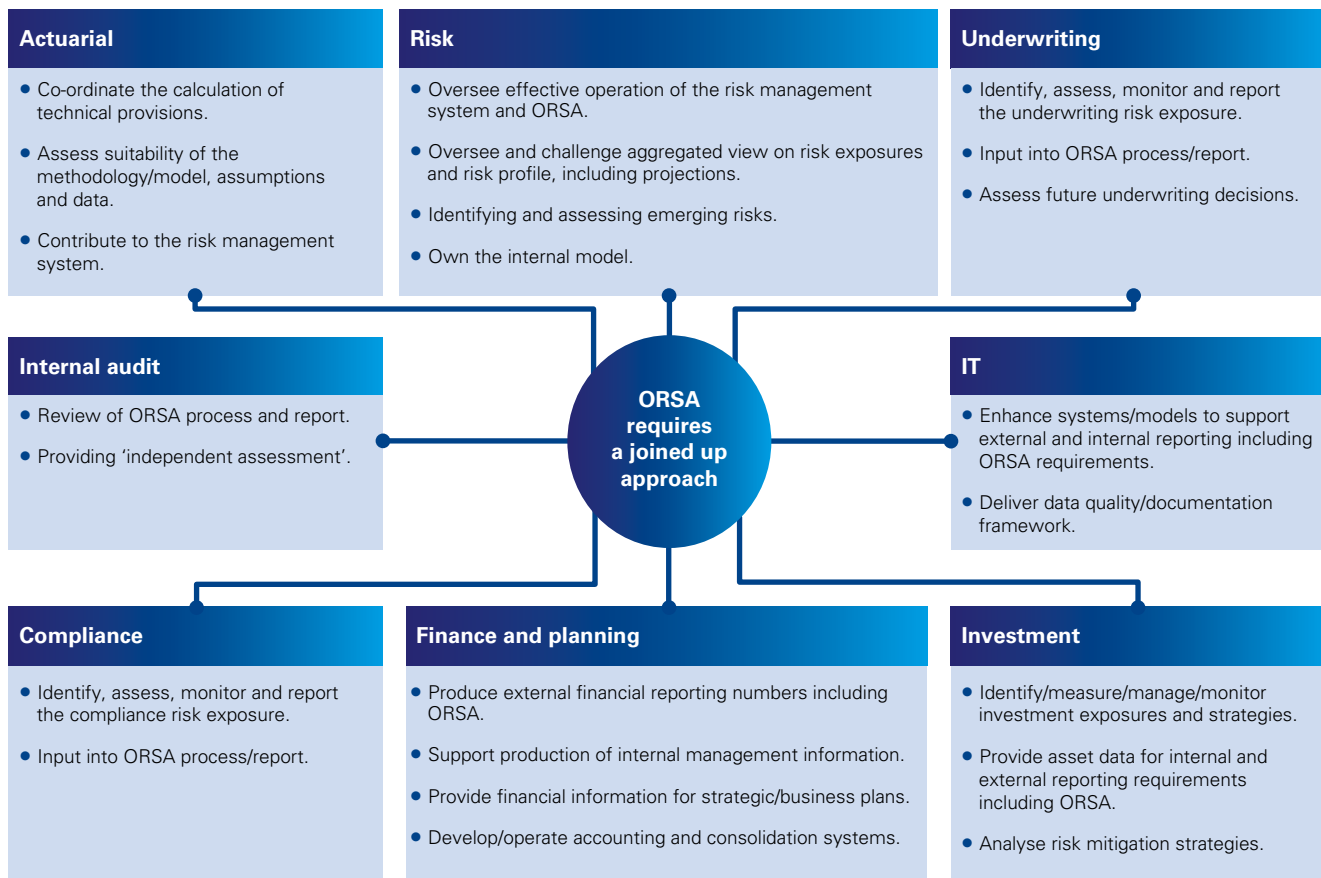 Actuarial
• Co-ordinate the calculation of
technical provisions.
• Assess suitability of the
methodology/model, assumptions
and data.
• Contribute to the risk management
system.
Risk
• Oversee effective operation of the risk management
system and ORSA.
• Oversee and challenge aggregated view on risk exposures
and risk profile, including projections.
• Identifying and assessing emerging risks.
• Own the internal model.
Underwriting
• Identify, assess, monitor and report
the underwriting risk exposure.
• Input into ORSA process/report.
• Assess future underwriting decisions.
Internal audit
• Review of ORSA process and report.
• Providing ‘independent assessment’.
ORSA
requires
a joined up
approach
IT
• Enhance systems/models to support
external and internal reporting including
ORSA requirements.
• Deliver data quality/documentation
framework.
Compliance
• Identify, assess, monitor and report
the compliance risk exposure.
• Input into ORSA process/report.
Finance and planning
• Produce external financial reporting numbers including
ORSA.
• Support production of internal management information.
• Provide financial information for strategic/business plans.
• Develop/operate accounting and consolidation systems.
Investment
• Identify/measure/manage/monitor
investment exposures and strategies.
• Provide asset data for internal and
external reporting requirements
including ORSA.
• Analyse risk mitigation strategies.